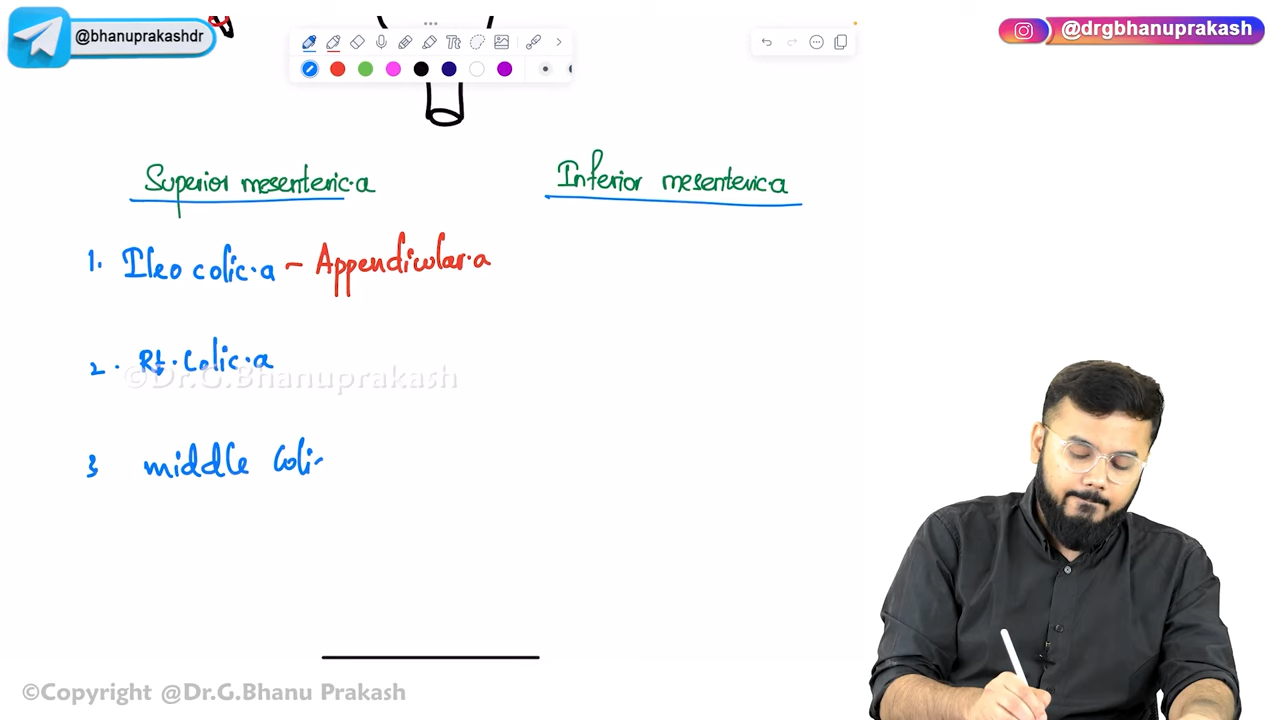 @bhanuprakashdr
@drgbhanuprakash
Tt
Superior mesenteric.a
Inferior mesenteric.a
1. Ileo colic.a – Appendicular.a
2. Rt. Colic.a
©Dr.G.Bhanuprakash
3 middle Coli
©Copyright @Dr.G.Bhanu Prakash